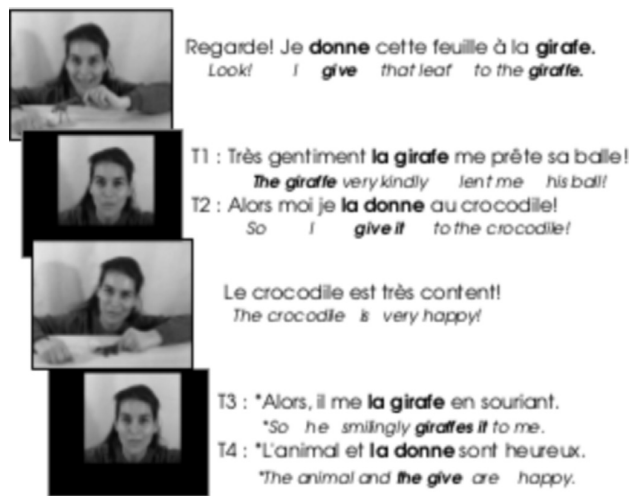 Regarde! Je donne cette feuille à la girafe.
Look! I give that leaf to the giraffe.
T1 : Très gentiment la girafe me prête sa balle!
The giraffe very kindly lent me his ball!
T2 : Alors moi je la donne au crocodile!
So I give it to the crocodile!
Le crocodile est très content!
The crocodile is very happy!
T3 : *Alors, il me la girafe en souriant.
*So he smilingly giraffes it to me.
T4 : *L'animal et la donne sont heureux.
*The animal and the give are happy.